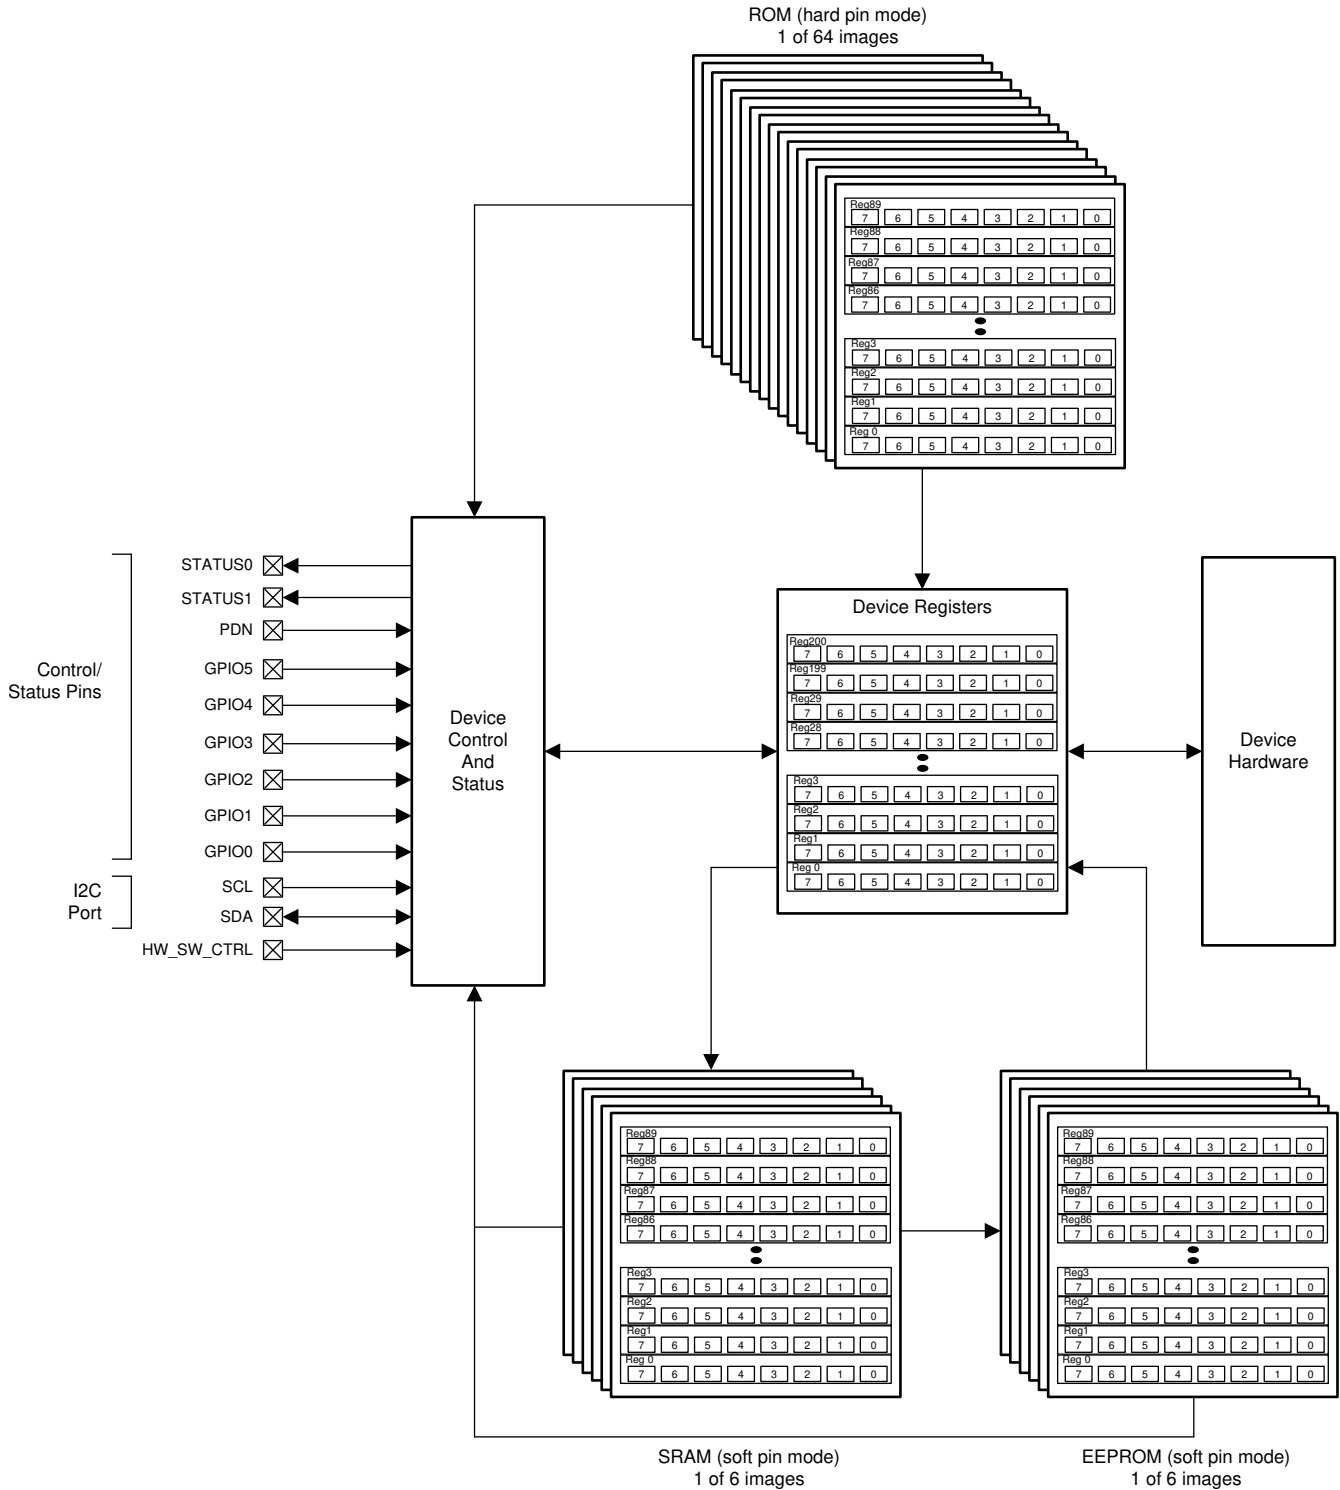 ROM (hard pin mode)
1 of 64 images
Reg89
7 6 5 4 3 2 1 0
Reg88
7 6 5 4 3 2 1 0
Reg87
7 6 5 4 3 2 1 0
Reg86
7 6 5 4 3 2 1 0
Reg3
7 6 5 4 3 2 1 0
Reg2
7 6 5 4 3 2 1 0
Reg1
7 6 5 4 3 2 1 0
Reg 0
7 6 5 4 3 2 1 0
Control/
Status Pins
STATUS0
STATUS1
PDN
GPIO5
GPIO4
GPIO3
GPIO2
GPIO1
GPIO0
I2C
Port
SCL
SDA
HW_SW_CTRL
Device
Control
And
Status
Device Registers
Reg200
7 6 5 4 3 2 1 0
Reg199
7 6 5 4 3 2 1 0
Reg29
7 6 5 4 3 2 1 0
Reg28
7 6 5 4 3 2 1 0
Reg3
7 6 5 4 3 2 1 0
Reg2
7 6 5 4 3 2 1 0
Reg1
7 6 5 4 3 2 1 0
Reg 0
7 6 5 4 3 2 1 0
Device
Hardware
Reg89
7 6 5 4 3 2 1 0
Reg88
7 6 5 4 3 2 1 0
Reg87
7 6 5 4 3 2 1 0
Reg86
7 6 5 4 3 2 1 0
Reg3
7 6 5 4 3 2 1 0
Reg2
7 6 5 4 3 2 1 0
Reg1
7 6 5 4 3 2 1 0
Reg 0
7 6 5 4 3 2 1 0
SRAM (soft pin mode)
1 of 6 images
Reg89
7 6 5 4 3 2 1 0
Reg88
7 6 5 4 3 2 1 0
Reg87
7 6 5 4 3 2 1 0
Reg86
7 6 5 4 3 2 1 0
Reg3
7 6 5 4 3 2 1 0
Reg2
7 6 5 4 3 2 1 0
Reg1
7 6 5 4 3 2 1 0
Reg 0
7 6 5 4 3 2 1 0
EEPROM (soft pin mode)
1 of 6 images